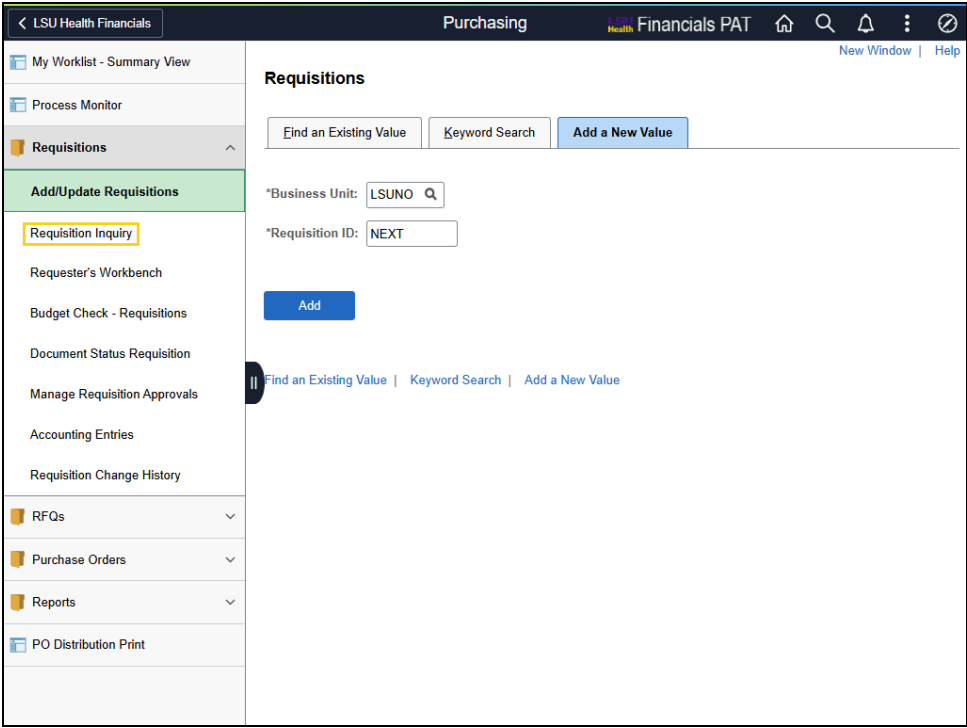 LSU Health Financials
Purchasing
LSU Health Financials PAT
New Window | Help
My Worklist - Summary View
Process Monitor
Requisitions
Add/Update Requisitions
Requisition Inquiry
Requester's Workbench
Budget Check - Requisitions
Document Status Requisition
Manage Requisition Approvals
Accounting Entries
Requisition Change History
RFQs
Purchase Orders
Reports
PO Distribution Print
Requisitions
Find an Existing Value
Keyword Search
Add a New Value
*Business Unit: LSUNO
*Requisition ID: NEXT
Add
Find an Existing Value | Keyword Search | Add a New Value